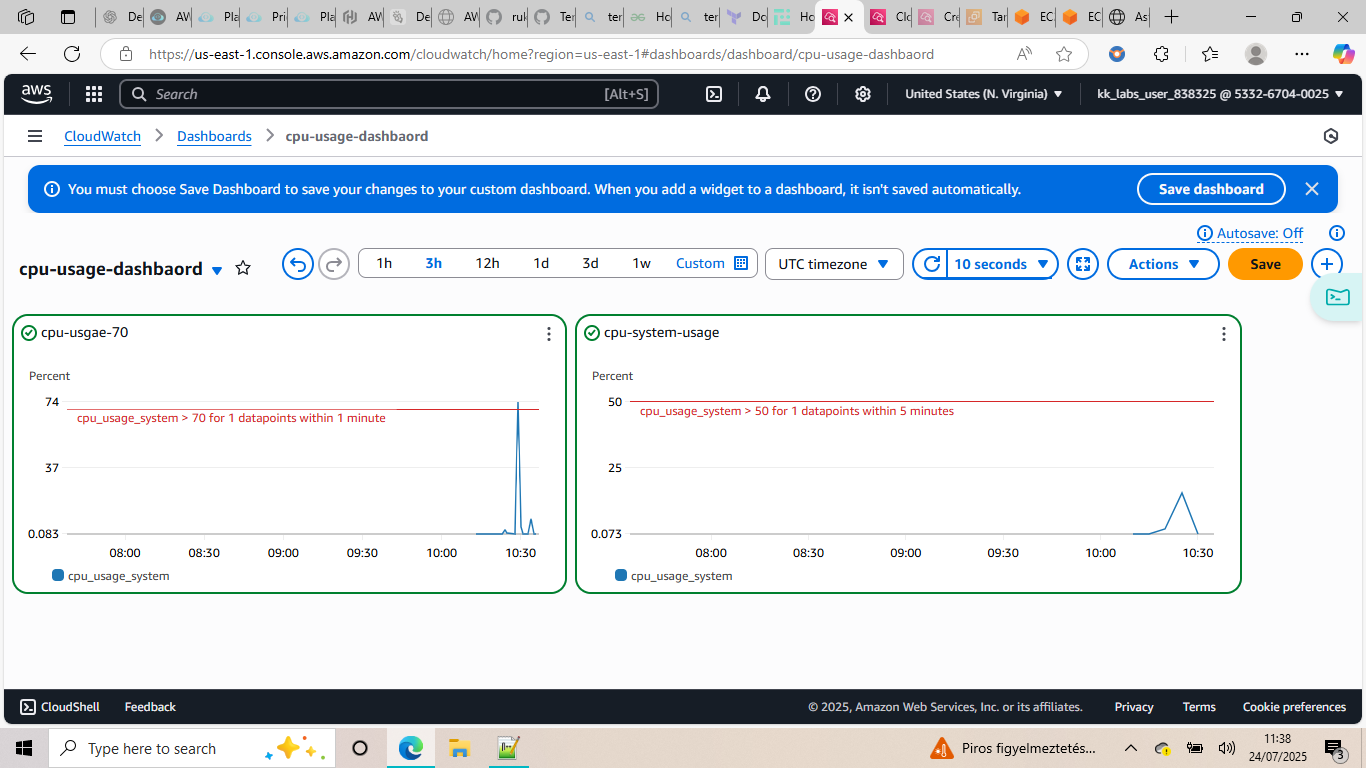 De
AV
Pla
Pri
Pla
AV
De
AV
ruk
Ter
ter
Ho
ter
Do
Ho
Clo
Cre
Tar
EC
EC
As
https://us-east-1.console.aws.amazon.com/cloudwatch/home?region=us-east-1#dashboards/dashboard/cpu-usage-dashbaord
aws
Search
[Alt+S]
United States (N. Virginia)
kk_labs_user_838325 @ 5332-6704-0025
CloudWatch
Dashboards
cpu-usage-dashbaord
You must choose Save Dashboard to save your changes to your custom dashboard. When you add a widget to a dashboard, it isn't saved automatically.
Save dashboard
Autosave: Off
cpu-usage-dashbaord
1h
3h
12h
1d
3d
1w
Custom
UTC timezone
10 seconds
Actions
Save
cpu-usgae-70
Percent
74
cpu_usage_system > 70 for 1 datapoints within 1 minute
37
0.083
08:00
08:30
09:00
09:30
10:00
10:30
cpu_usage_system
cpu-system-usage
Percent
50
cpu_usage_system > 50 for 1 datapoints within 5 minutes
25
0.073
08:00
08:30
09:00
09:30
10:00
10:30
cpu_usage_system
CloudShell
Feedback
© 2025, Amazon Web Services, Inc. or its affiliates.
Privacy
Terms
Cookie preferences
Type here to search
Piros figyelmeztetés...
11:38
24/07/2025
3